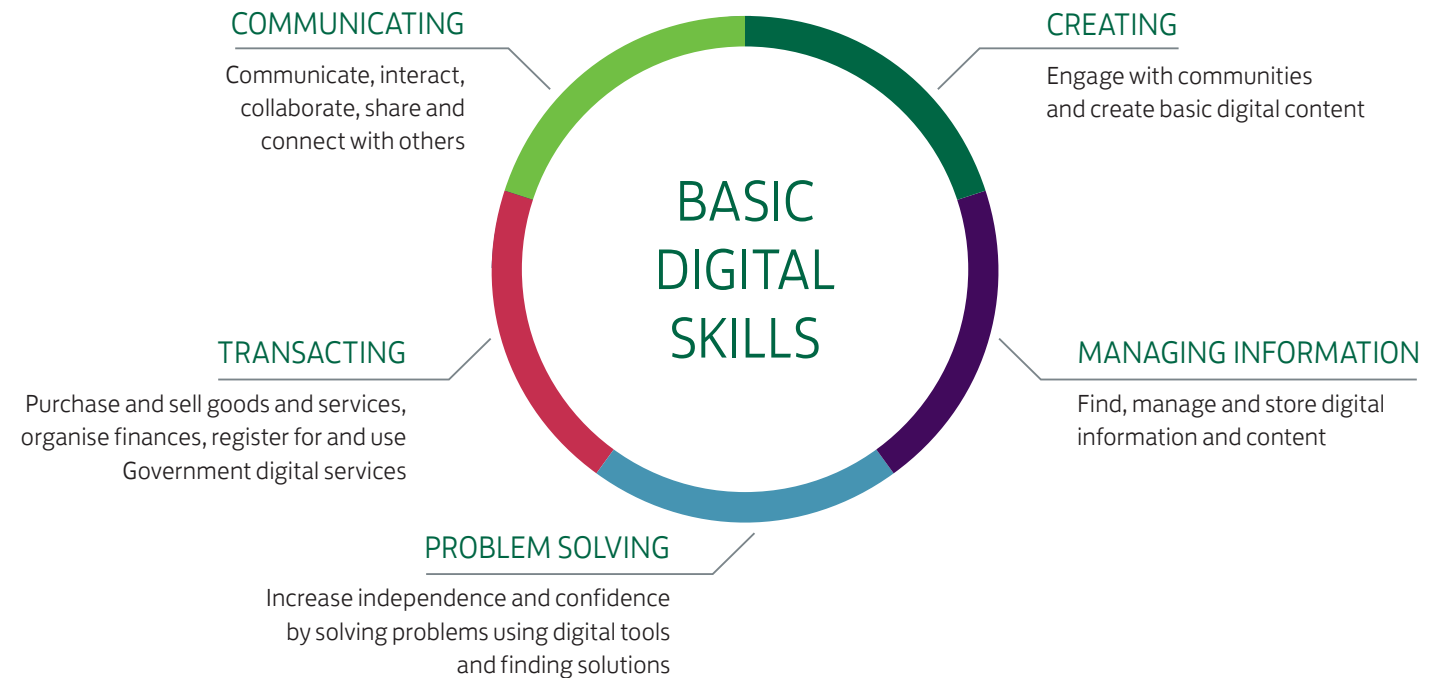 COMMUNICATING
Communicate, interact,
collaborate, share and
connect with others
CREATING
Engage with communities
and create basic digital content
BASIC
DIGITAL
SKILLS
TRANSACTING
Purchase and sell goods and services,
organise finances, register for and use
Government digital services
MANAGING INFORMATION
Find, manage and store digital
information and content
PROBLEM SOLVING
Increase independence and confidence
by solving problems using digital tools
and finding solutions